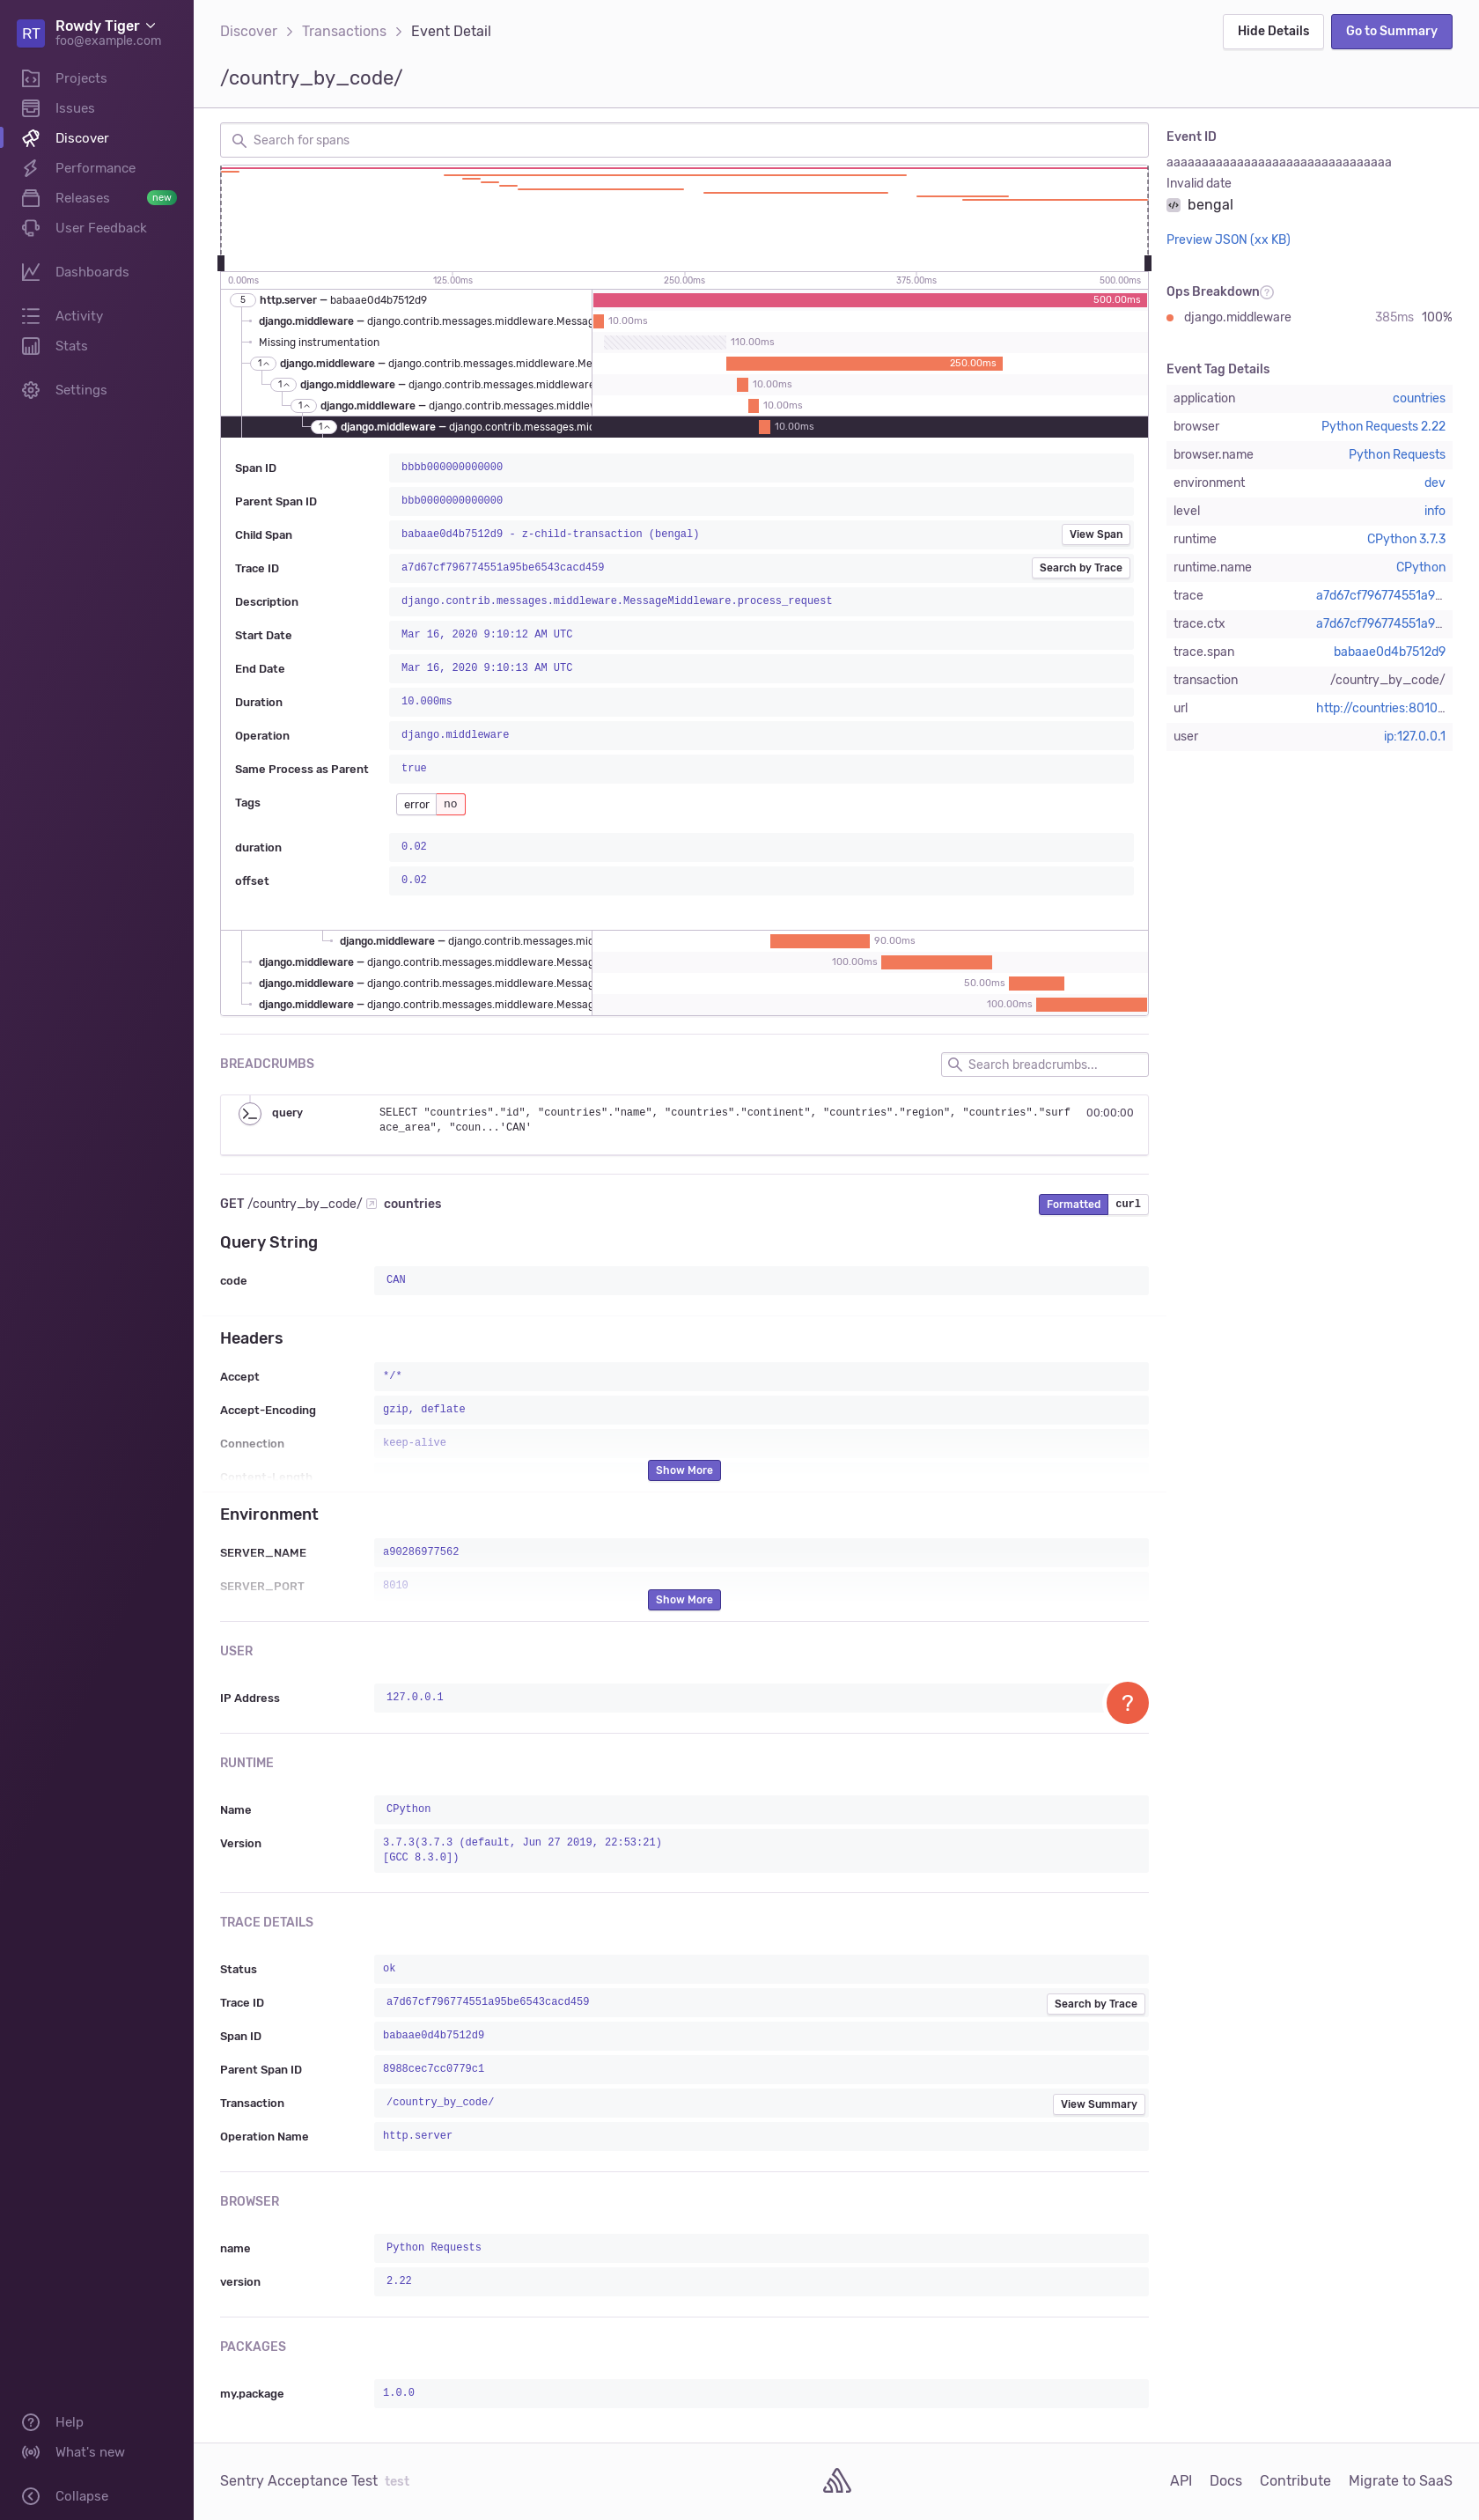 RT
Rowdy Tiger
foo@example.com
Projects
Issues
Discover
Performance
Releases
new
User Feedback
Dashboards
Activity
Stats
Settings
Help
What's new
Collapse
Discover > Transactions > Event Detail
Hide Details
Go to Summary
/country_by_code/
Search for spans
0.00ms 125.00ms 250.00ms 375.00ms 500.00ms
5 http.server — babaae0d4b7512d9 500.00ms
django.middleware — django.contrib.messages.middleware.Messag 10.00ms
Missing instrumentation 110.00ms
1 django.middleware — django.contrib.messages.middleware.Me 250.00ms
1 django.middleware — django.contrib.messages.middleware 10.00ms
1 django.middleware — django.contrib.messages.middlew 10.00ms
1 django.middleware — django.contrib.messages.mid 10.00ms
Span ID bbbb000000000000
Parent Span ID bbb0000000000000
Child Span babaae0d4b7512d9 - z-child-transaction (bengal) View Span
Trace ID a7d67cf796774551a95be6543cacd459 Search by Trace
Description django.contrib.messages.middleware.MessageMiddleware.process_request
Start Date Mar 16, 2020 9:10:12 AM UTC
End Date Mar 16, 2020 9:10:13 AM UTC
Duration 10.000ms
Operation django.middleware
Same Process as Parent true
Tags error no
duration 0.02
offset 0.02
django.middleware — django.contrib.messages.mid 90.00ms
django.middleware — django.contrib.messages.middleware.Messag 100.00ms
django.middleware — django.contrib.messages.middleware.Messag 50.00ms
django.middleware — django.contrib.messages.middleware.Messag 100.00ms
BREADCRUMBS
Search breadcrumbs...
query SELECT "countries"."id", "countries"."name", "countries"."continent", "countries"."region", "countries"."surf 00:00:00
ace_area", "coun...'CAN'
GET /country_by_code/ countries
Formatted curl
Query String
code CAN
Headers
Accept */*
Accept-Encoding gzip, deflate
Connection keep-alive
Content-Length
Show More
Environment
SERVER_NAME a90286977562
SERVER_PORT 8010
Show More
USER
IP Address 127.0.0.1
?
RUNTIME
Name CPython
Version 3.7.3(3.7.3 (default, Jun 27 2019, 22:53:21)
[GCC 8.3.0])
TRACE DETAILS
Status ok
Trace ID a7d67cf796774551a95be6543cacd459 Search by Trace
Span ID babaae0d4b7512d9
Parent Span ID 8988cec7cc0779c1
Transaction /country_by_code/ View Summary
Operation Name http.server
BROWSER
name Python Requests
version 2.22
PACKAGES
my.package 1.0.0
Event ID
aaaaaaaaaaaaaaaaaaaaaaaaaaaaaaaa
Invalid date
bengal
Preview JSON (xx KB)
Ops Breakdown ?
django.middleware 385ms 100%
Event Tag Details
application countries
browser Python Requests 2.22
browser.name Python Requests
environment dev
level info
runtime CPython 3.7.3
runtime.name CPython
trace a7d67cf796774551a9...
trace.ctx a7d67cf796774551a9...
trace.span babaae0d4b7512d9
transaction /country_by_code/
url http://countries:8010...
user ip:127.0.0.1
Sentry Acceptance Test test
API Docs Contribute Migrate to SaaS